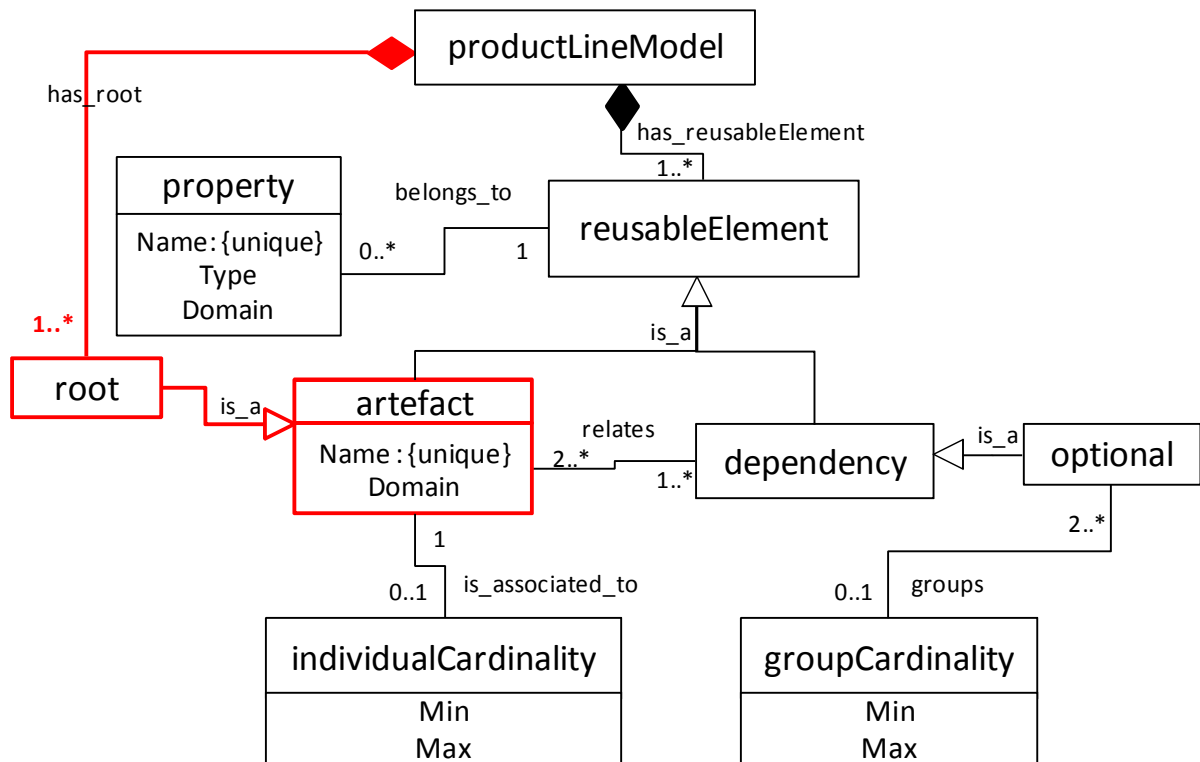 productLineModel
has_root
has_reusableElement
1..*
property
belongs_to
reusableElement
Name: {unique}
Type
Domain
0..*
1
1..*
is_a
root
is_a
artefact
Name : {unique}
Domain
relates
2..*
1..*
dependency
is_a
optional
1
2..*
0..1
is_associated_to
0..1
groups
individualCardinality
Min
Max
groupCardinality
Min
Max